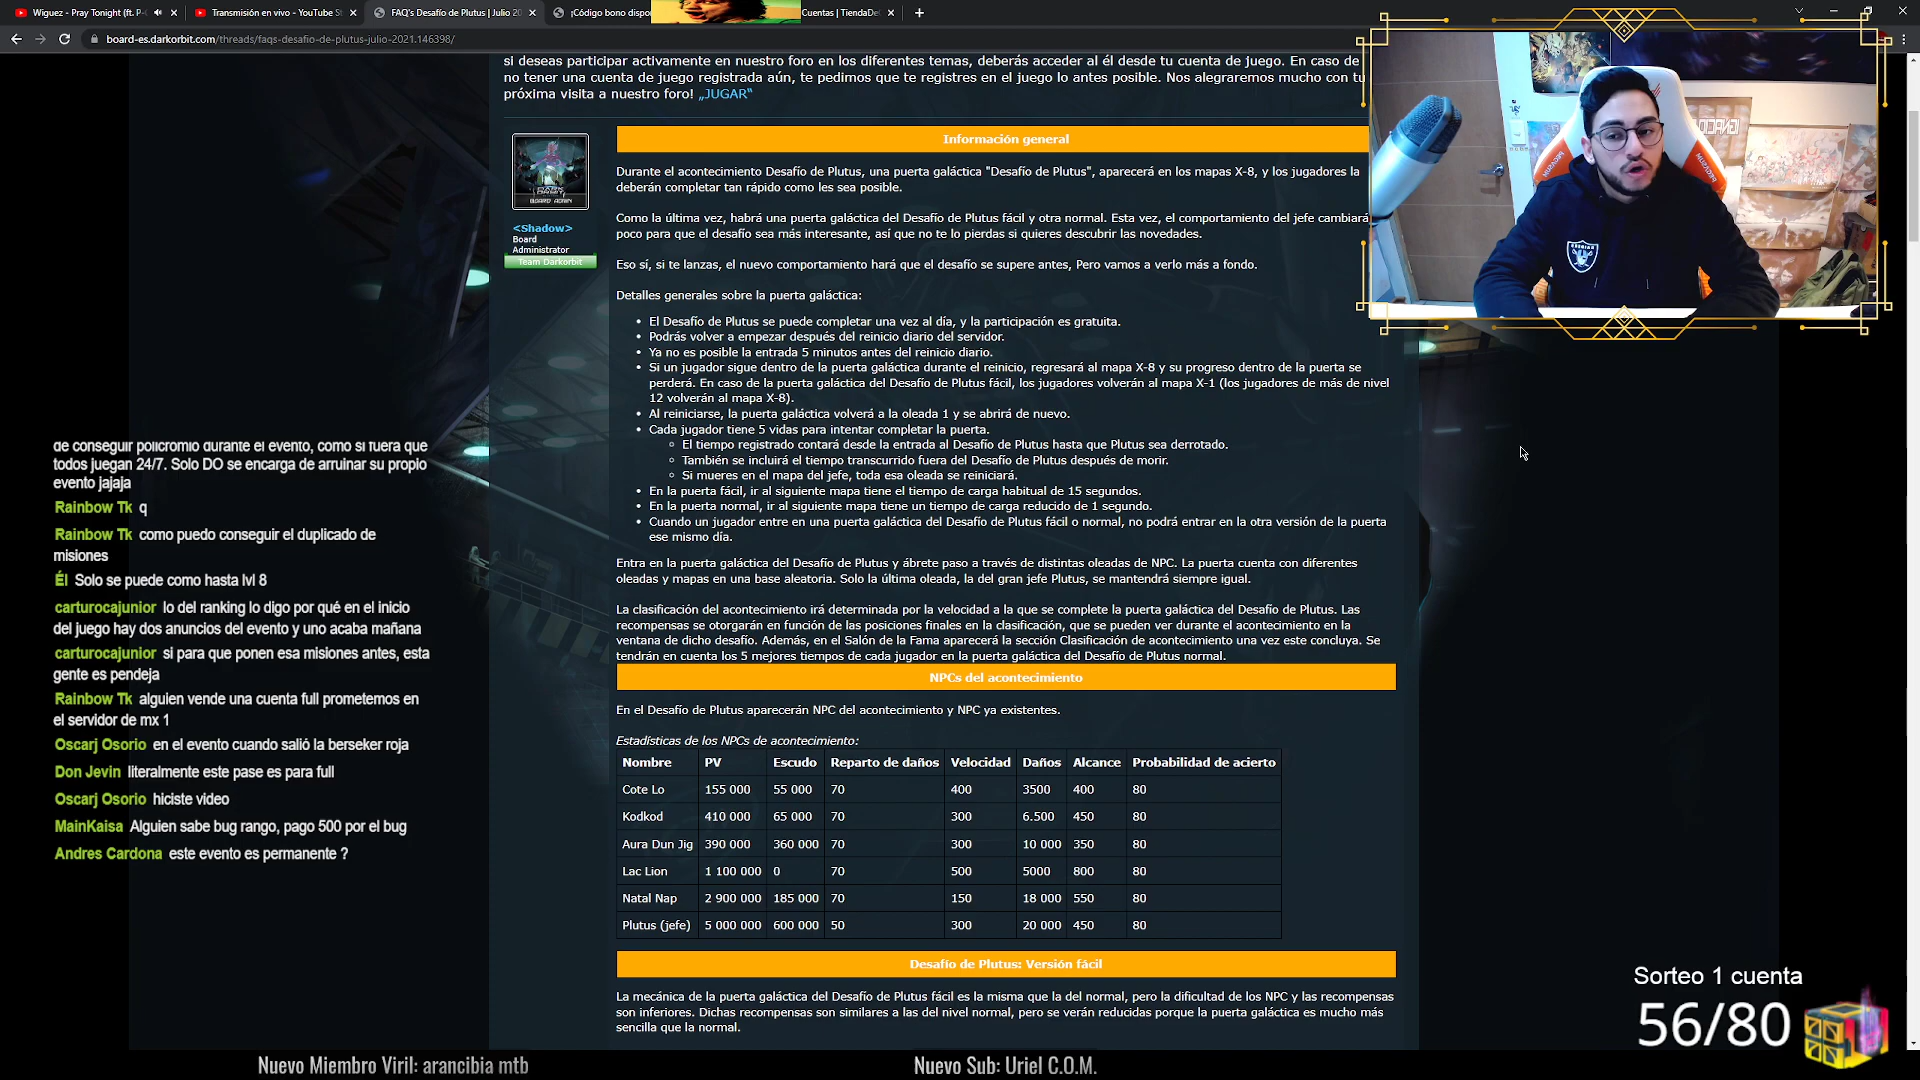 Wiguez - Pray Tonight (ft. P-
Transmisión en vivo - YouTube St
FAQ's Desafío de Plutus | Julio 20
¡Código bono dispo
Cuentas | TiendaDe
board-es.darkorbit.com/threads/faqs-desafio-de-plutus-julio-2021.146398/
si deseas participar activamente en nuestro foro en los diferentes temas, deberás acceder al él desde tu cuenta de juego. En caso de
no tener una cuenta de juego registrada aún, te pedimos que te registres en el juego lo antes posible. Nos alegraremos mucho con tu
próxima visita a nuestro foro! „JUGAR“
DARK
ORBIT
BOARD ADMIN
<Shadow>
Board
Administrator
Team Darkorbit
Información general
Durante el acontecimiento Desafío de Plutus, una puerta galáctica "Desafío de Plutus", aparecerá en los mapas X-8, y los jugadores la
deberán completar tan rápido como les sea posible.
Como la última vez, habrá una puerta galáctica del Desafío de Plutus fácil y otra normal. Esta vez, el comportamiento del jefe cambiará
poco para que el desafío sea más interesante, así que no te lo pierdas si quieres descubrir las novedades.
Eso sí, si te lanzas, el nuevo comportamiento hará que el desafío se supere antes, Pero vamos a verlo más a fondo.
Detalles generales sobre la puerta galáctica:
• El Desafío de Plutus se puede completar una vez al día, y la participación es gratuita.
• Podrás volver a empezar después del reinicio diario del servidor.
• Ya no es posible la entrada 5 minutos antes del reinicio diario.
• Si un jugador sigue dentro de la puerta galáctica durante el reinicio, regresará al mapa X-8 y su progreso dentro de la puerta se
perderá. En caso de la puerta galáctica del Desafío de Plutus fácil, los jugadores volverán al mapa X-1 (los jugadores de más de nivel
12 volverán al mapa X-8).
• Al reiniciarse, la puerta galáctica volverá a la oleada 1 y se abrirá de nuevo.
• Cada jugador tiene 5 vidas para intentar completar la puerta.
○ El tiempo registrado contará desde la entrada al Desafío de Plutus hasta que Plutus sea derrotado.
○ También se incluirá el tiempo transcurrido fuera del Desafío de Plutus después de morir.
○ Si mueres en el mapa del jefe, toda esa oleada se reiniciará.
• En la puerta fácil, ir al siguiente mapa tiene el tiempo de carga habitual de 15 segundos.
• En la puerta normal, ir al siguiente mapa tiene un tiempo de carga reducido de 1 segundo.
• Cuando un jugador entre en una puerta galáctica del Desafío de Plutus fácil o normal, no podrá entrar en la otra versión de la puerta
ese mismo día.
Entra en la puerta galáctica del Desafío de Plutus y ábrete paso a través de distintas oleadas de NPC. La puerta cuenta con diferentes
oleadas y mapas en una base aleatoria. Solo la última oleada, la del gran jefe Plutus, se mantendrá siempre igual.
La clasificación del acontecimiento irá determinada por la velocidad a la que se complete la puerta galáctica del Desafío de Plutus. Las
recompensas se otorgarán en función de las posiciones finales en la clasificación, que se pueden ver durante el acontecimiento en la
ventana de dicho desafío. Además, en el Salón de la Fama aparecerá la sección Clasificación de acontecimiento una vez este concluya. Se
tendrán en cuenta los 5 mejores tiempos de cada jugador en la puerta galáctica del Desafío de Plutus normal.
NPCs del acontecimiento
En el Desafío de Plutus aparecerán NPC del acontecimiento y NPC ya existentes.
Estadísticas de los NPCs de acontecimiento:
Nombre PV Escudo Reparto de daños Velocidad Daños Alcance Probabilidad de acierto
Cote Lo 155 000 55 000 70 400 3500 400 80
Kodkod 410 000 65 000 70 300 6.500 450 80
Aura Dun Jig 390 000 360 000 70 300 10 000 350 80
Lac Lion 1 100 000 0 70 500 5000 800 80
Natal Nap 2 900 000 185 000 70 150 18 000 550 80
Plutus (jefe) 5 000 000 600 000 50 300 20 000 450 80
Desafío de Plutus: Versión fácil
La mecánica de la puerta galáctica del Desafío de Plutus fácil es la misma que la del normal, pero la dificultad de los NPC y las recompensas
son inferiores. Dichas recompensas son similares a las del nivel normal, pero se verán reducidas porque la puerta galáctica es mucho más
sencilla que la normal.
de conseguir policromio durante el evento, como si fuera que
todos juegan 24/7. Solo DO se encarga de arruinar su propio
evento jajaja
Rainbow Tk q
Rainbow Tk como puedo conseguir el duplicado de
misiones
Él Solo se puede como hasta lvl 8
carturocajunior lo del ranking lo digo por qué en el inicio
del juego hay dos anuncios del evento y uno acaba mañana
carturocajunior si para que ponen esa misiones antes, esta
gente es pendeja
Rainbow Tk alguien vende una cuenta full prometemos en
el servidor de mx 1
Oscarj Osorio en el evento cuando salió la berseker roja
Don Jevin literalmente este pase es para full
Oscarj Osorio hiciste video
MainKaisa Alguien sabe bug rango, pago 500 por el bug
Andres Cardona este evento es permanente ?
RAIDERS
Sorteo 1 cuenta
56/80
Nuevo Miembro Viril: arancibia mtb
Nuevo Sub: Uriel C.O.M.